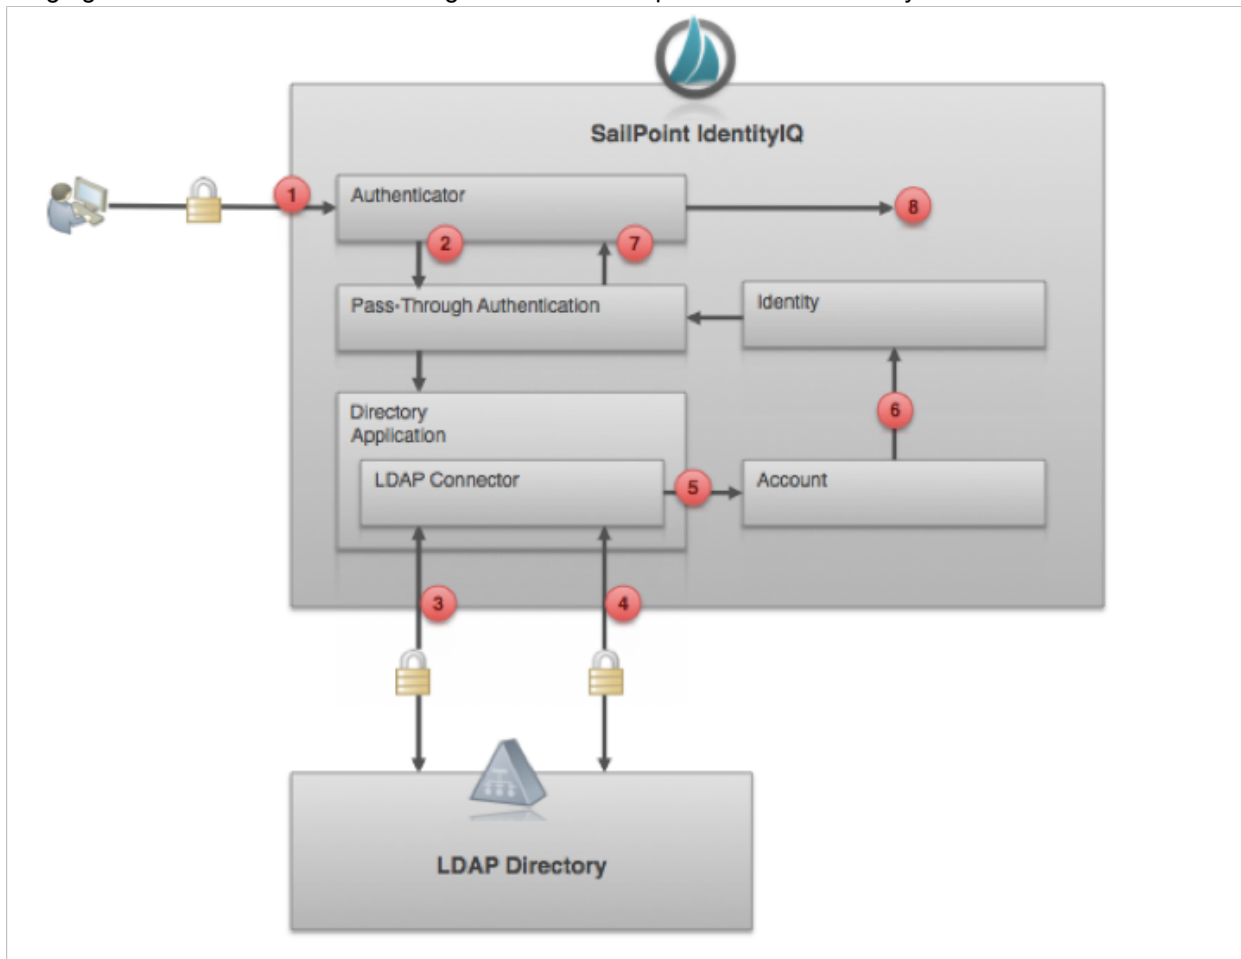 SailPoint IdentityIQ
Authenticator
1
8
2
7
Pass-Through Authentication
Identity
6
Directory
Application
LDAP Connector
5
Account
3
4
LDAP Directory